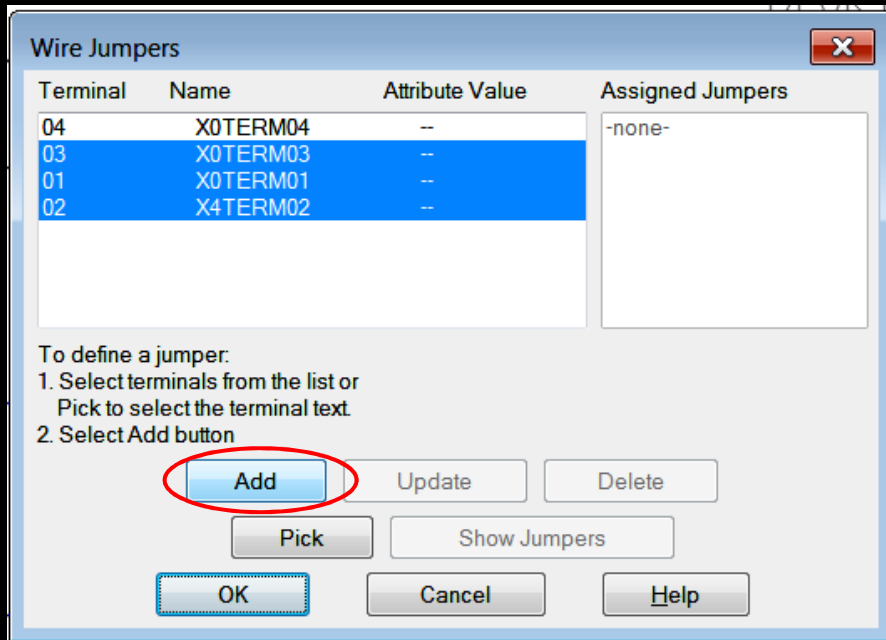 Wire Jumpers
Terminal Name Attribute Value Assigned Jumpers
04 X0TERM04 -- -none-
03 X0TERM03 --
01 X0TERM01 --
02 X4TERM02 --
To define a jumper:
1. Select terminals from the list or
Pick to select the terminal text.
2. Select Add button
Add Update Delete
Pick Show Jumpers
OK Cancel Help